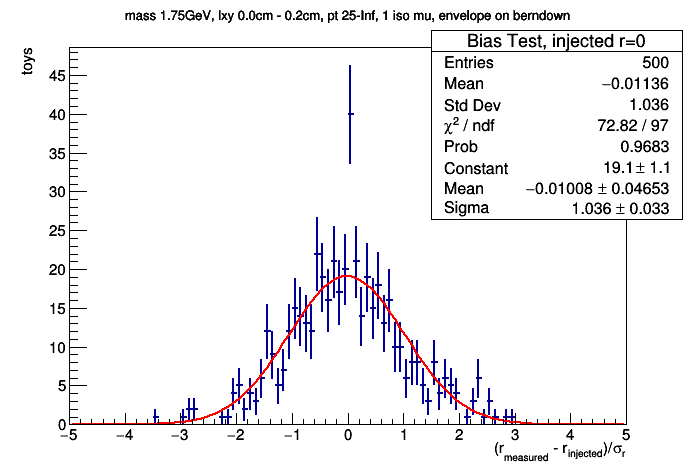 mass 1.75GeV, lxy 0.0cm - 0.2cm, pt 25-Inf, 1 iso mu, envelope on berndown
Bias Test, injected r=0
Entries 500
Mean −0.01136
Std Dev 1.036
χ² / ndf 72.82 / 97
Prob 0.9683
Constant 19.1 ± 1.1
Mean −0.01008 ± 0.04653
Sigma 1.036 ± 0.033
toys
45
40
35
30
25
20
15
10
5
0
−5 −4 −3 −2 −1 0 1 2 3 4 5
(r_measured - r_injected)/σ_r